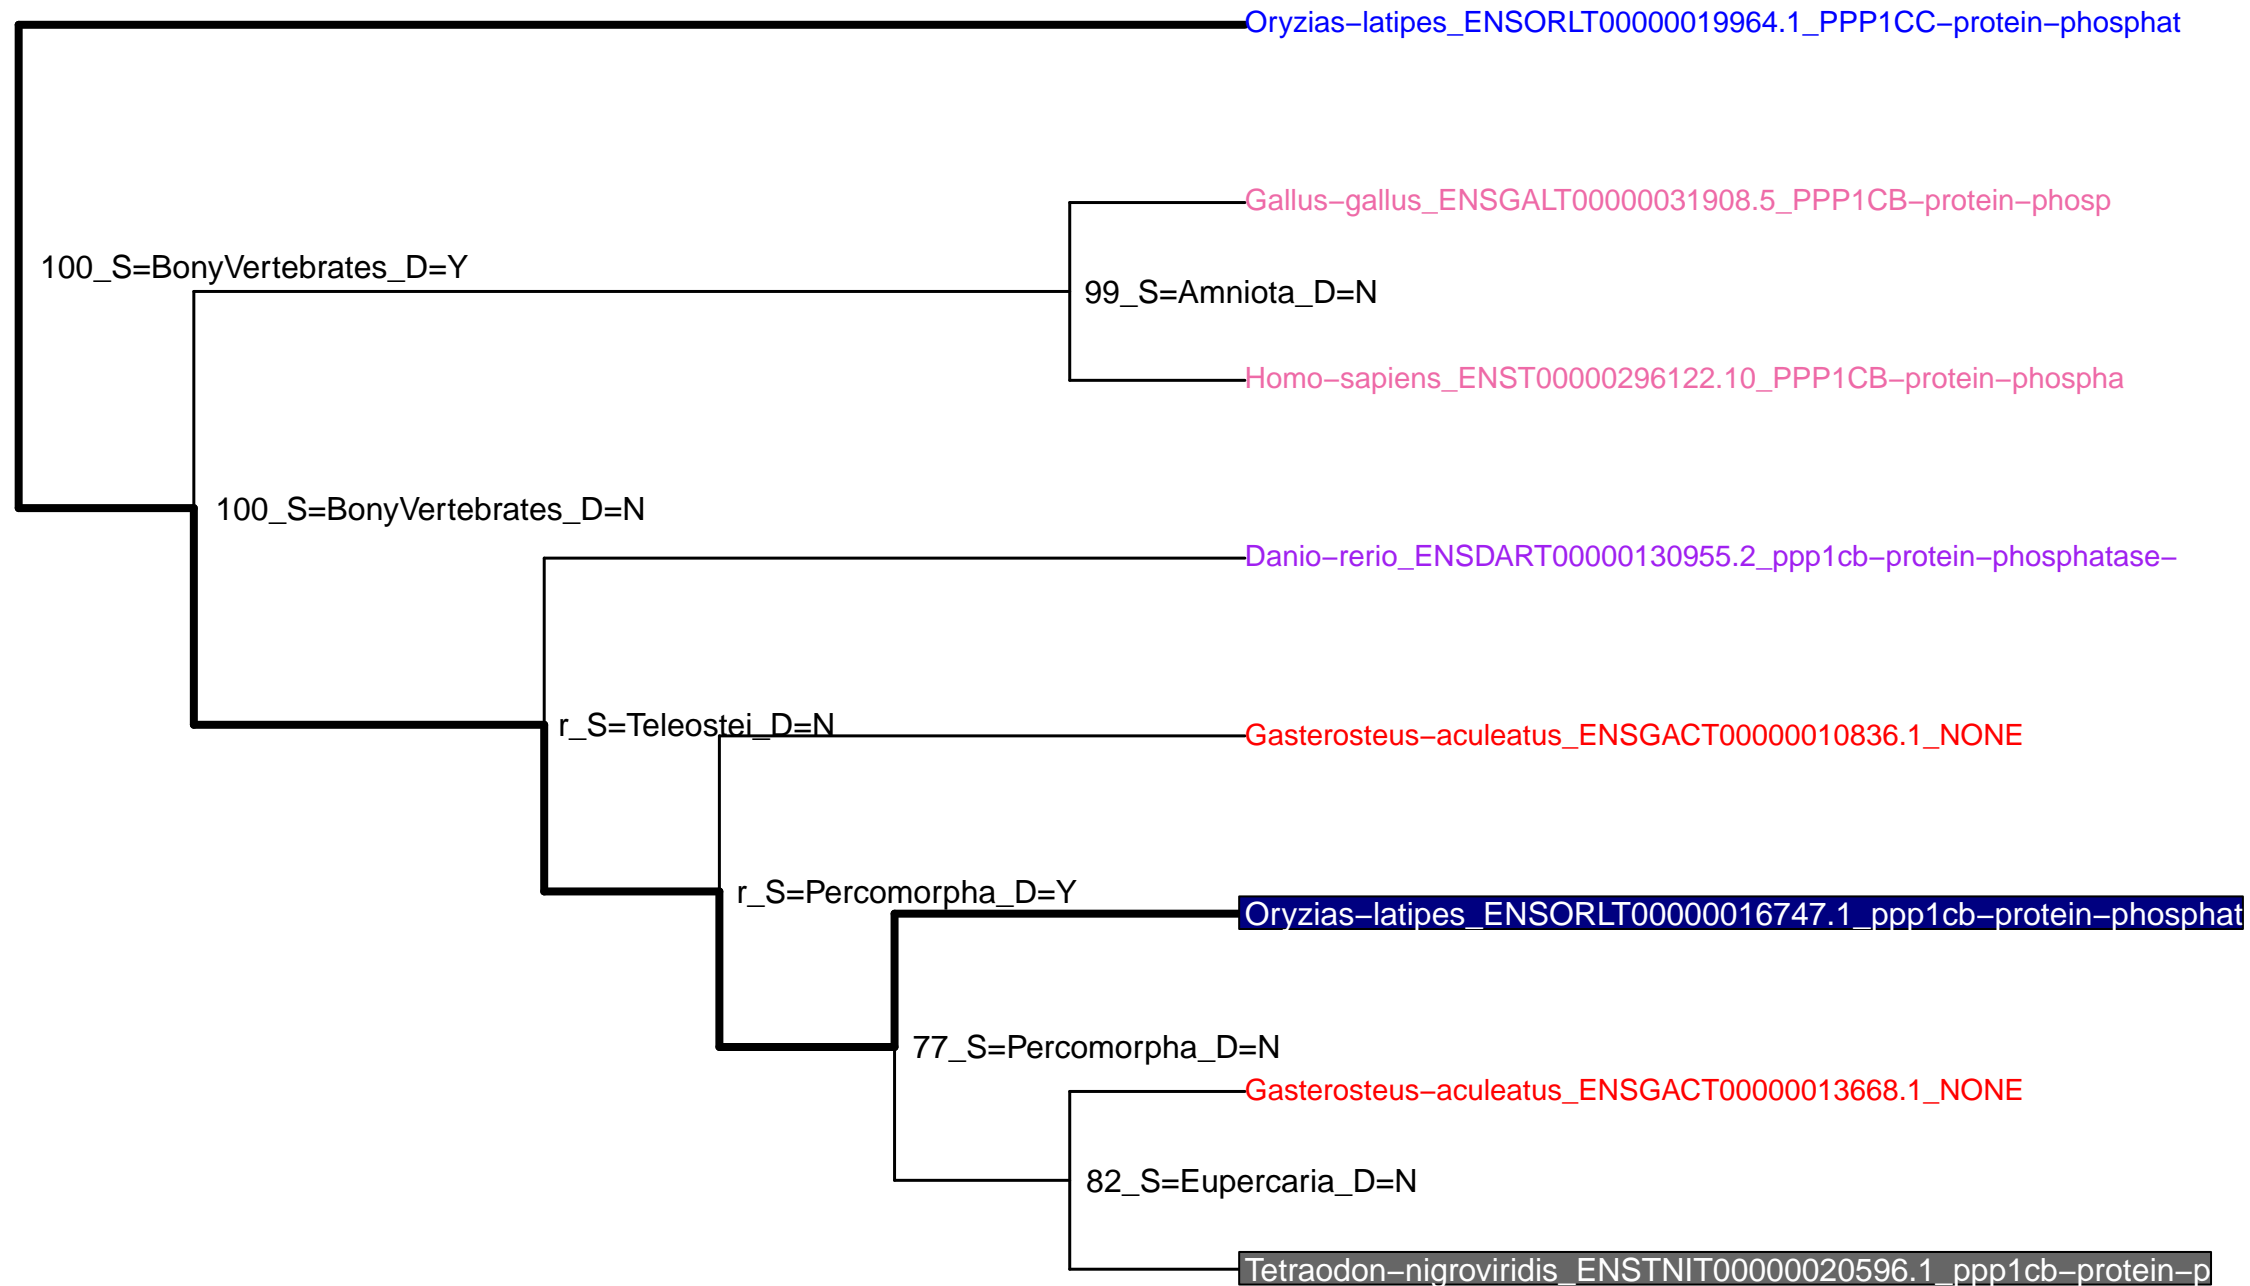 Oryzias−latipes_ENSORLT00000019964.1_PPP1CC−protein−phosphat
Gallus−gallus_ENSGALT00000031908.5_PPP1CB−protein−phosp
100_S=BonyVertebrates_D=Y
99_S=Amniota_D=N
Homo−sapiens_ENST00000296122.10_PPP1CB−protein−phospha
100_S=BonyVertebrates_D=N
Danio−rerio_ENSDART00000130955.2_ppp1cb−protein−phosphatase−
r_S=Teleostei_D=N
Gasterosteus−aculeatus_ENSGACT00000010836.1_NONE
r_S=Percomorpha_D=Y
Oryzias−latipes_ENSORLT00000016747.1_ppp1cb−protein−phosphat
77_S=Percomorpha_D=N
Gasterosteus−aculeatus_ENSGACT00000013668.1_NONE
82_S=Eupercaria_D=N
Tetraodon−nigroviridis_ENSTNIT00000020596.1_ppp1cb−protein−p